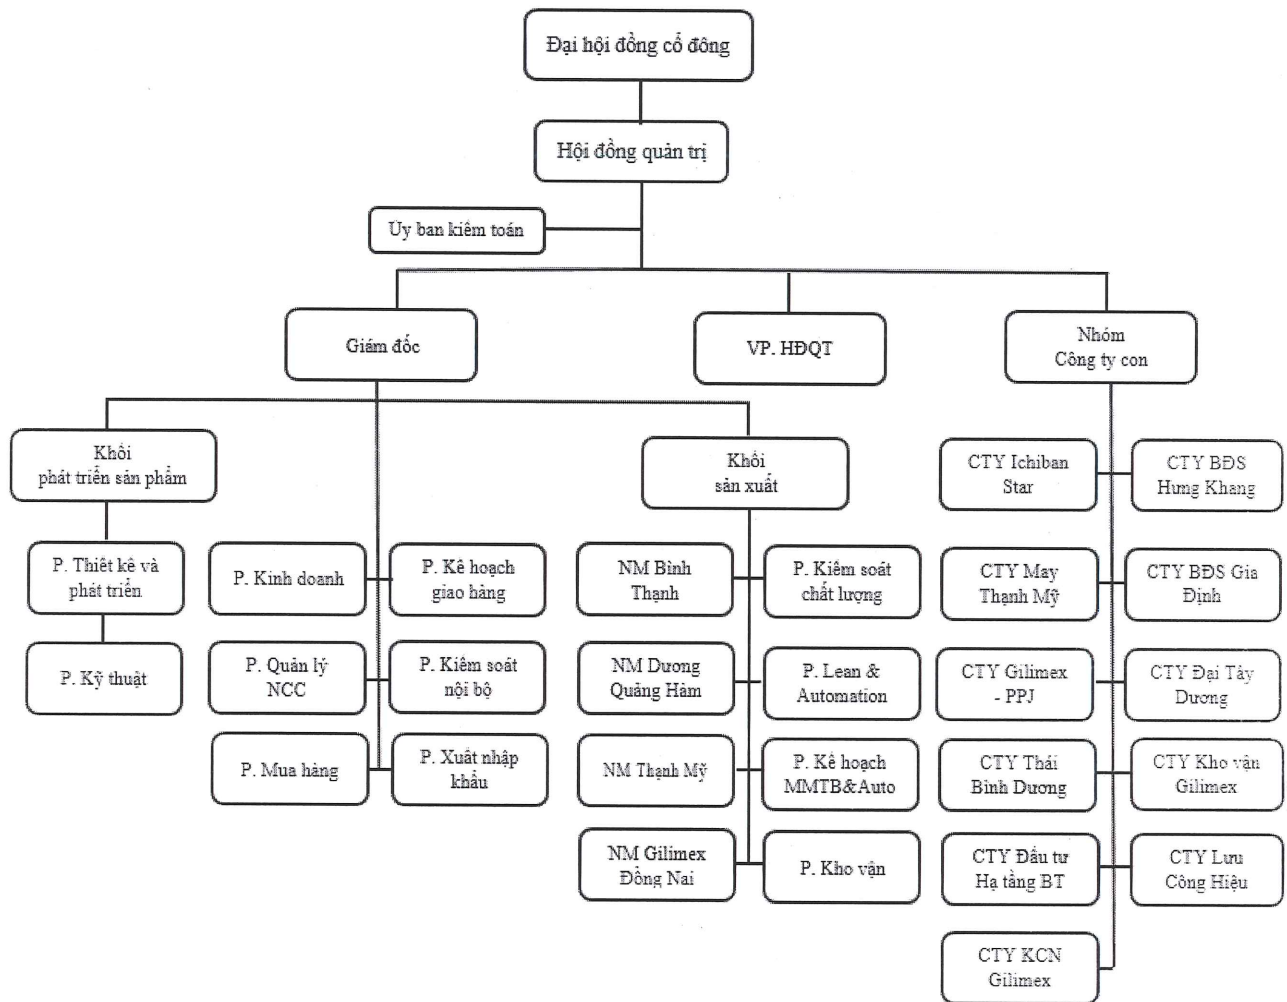 Đại hội đồng cổ đông
Hội đồng quản trị
Ủy ban kiểm toán
Giám đốc
VP. HĐQT
Nhóm
Công ty con
Khối
phát triển sản phẩm
Khối
sản xuất
CTY Ichiban
Star
CTY BĐS
Hưng Khang
P. Thiết kế và
phát triển
P. Kinh doanh
P. Kế hoạch
giao hàng
NM Bình
Thạnh
P. Kiểm soát
chất lượng
CTY May
Thạnh Mỹ
CTY BĐS Gia
Định
P. Kỹ thuật
P. Quản lý
NCC
P. Kiểm soát
nội bộ
NM Dương
Quảng Hàm
P. Lean &
Automation
CTY Gilimex
- PPJ
CTY Đại Tây
Dương
P. Mua hàng
P. Xuất nhập
khẩu
NM Thạnh Mỹ
P. Kế hoạch
MMTB&Auto
CTY Thái
Bình Dương
CTY Kho vận
Gilimex
NM Gilimex
Đồng Nai
P. Kho vận
CTY Đầu tư
Hạ tầng BT
CTY Lưu
Công Hiệu
CTY KCN
Gilimex